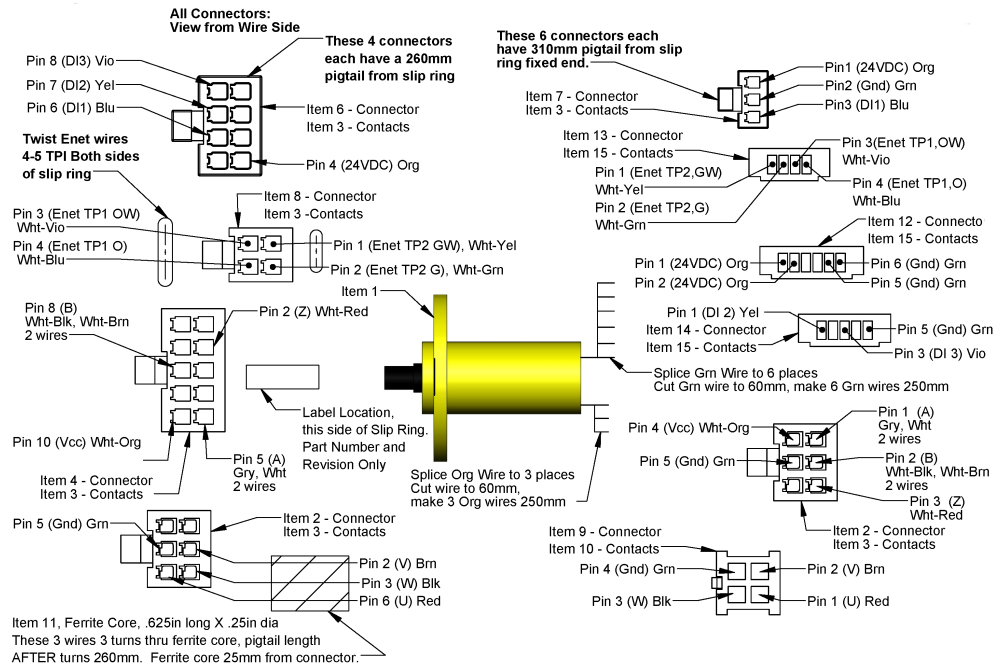 All Connectors:
View from Wire Side
These 4 connectors
each have a 260mm
pigtail from slip ring
Pin 8 (DI3) Vio
Pin 7 (DI2) Yel
Pin 6 (DI1) Blu
Item 6 - Connector
Item 3 - Contacts
Pin 4 (24VDC) Org
Twist Enet wires
4-5 TPI Both sides
of slip ring
Item 8 - Connector
Item 3 -Contacts
Pin 3 (Enet TP1 OW)
Wht-Vio
Pin 4 (Enet TP1 O)
Wht-Blu
Pin 1 (Enet TP2 GW), Wht-Yel
Pin 2 (Enet TP2 G), Wht-Grn
Item 1
Pin 8 (B)
Wht-Blk, Wht-Brn
2 wires
Pin 2 (Z) Wht-Red
Label Location,
this side of Slip Ring.
Part Number and
Revision Only
Pin 10 (Vcc) Wht-Org
Pin 5 (A)
Gry, Wht
2 wires
Item 4 - Connector
Item 3 - Contacts
Pin 5 (Gnd) Grn
Item 2 - Connector
Item 3 - Contacts
Pin 2 (V) Brn
Pin 3 (W) Blk
Pin 6 (U) Red
Item 11, Ferrite Core, .625in long X .25in dia
These 3 wires 3 turns thru ferrite core, pigtail length
AFTER turns 260mm. Ferrite core 25mm from connector.
These 6 connectors each
have 310mm pigtail from slip
ring fixed end.
Pin1 (24VDC) Org
Pin2 (Gnd) Grn
Pin3 (DI1) Blu
Item 7 - Connector
Item 3 - Contacts
Item 13 - Connector
Item 15 - Contacts
Pin 3(Enet TP1,OW)
Wht-Vio
Pin 1 (Enet TP2,GW)
Wht-Yel
Pin 4 (Enet TP1,O)
Wht-Blu
Pin 2 (Enet TP2,G)
Wht-Grn
Item 12 - Connecto
Item 15 - Contacts
Pin 1 (24VDC) Org
Pin 2 (24VDC) Org
Pin 6 (Gnd) Grn
Pin 5 (Gnd) Grn
Pin 1 (DI 2) Yel
Item 14 - Connector
Item 15 - Contacts
Pin 5 (Gnd) Grn
Pin 3 (DI 3) Vio
Splice Grn Wire to 6 places
Cut Grn wire to 60mm, make 6 Grn wires 250mm
Splice Org Wire to 3 places
Cut wire to 60mm,
make 3 Org wires 250mm
Pin 4 (Vcc) Wht-Org
Pin 5 (Gnd) Grn
Pin 1 (A)
Gry, Wht
2 wires
Pin 2 (B)
Wht-Blk, Wht-Brn
2 wires
Pin 3 (Z)
Wht-Red
Item 2 - Connector
Item 3 - Contacts
Item 9 - Connector
Item 10 - Contacts
Pin 4 (Gnd) Grn
Pin 3 (W) Blk
Pin 2 (V) Brn
Pin 1 (U) Red